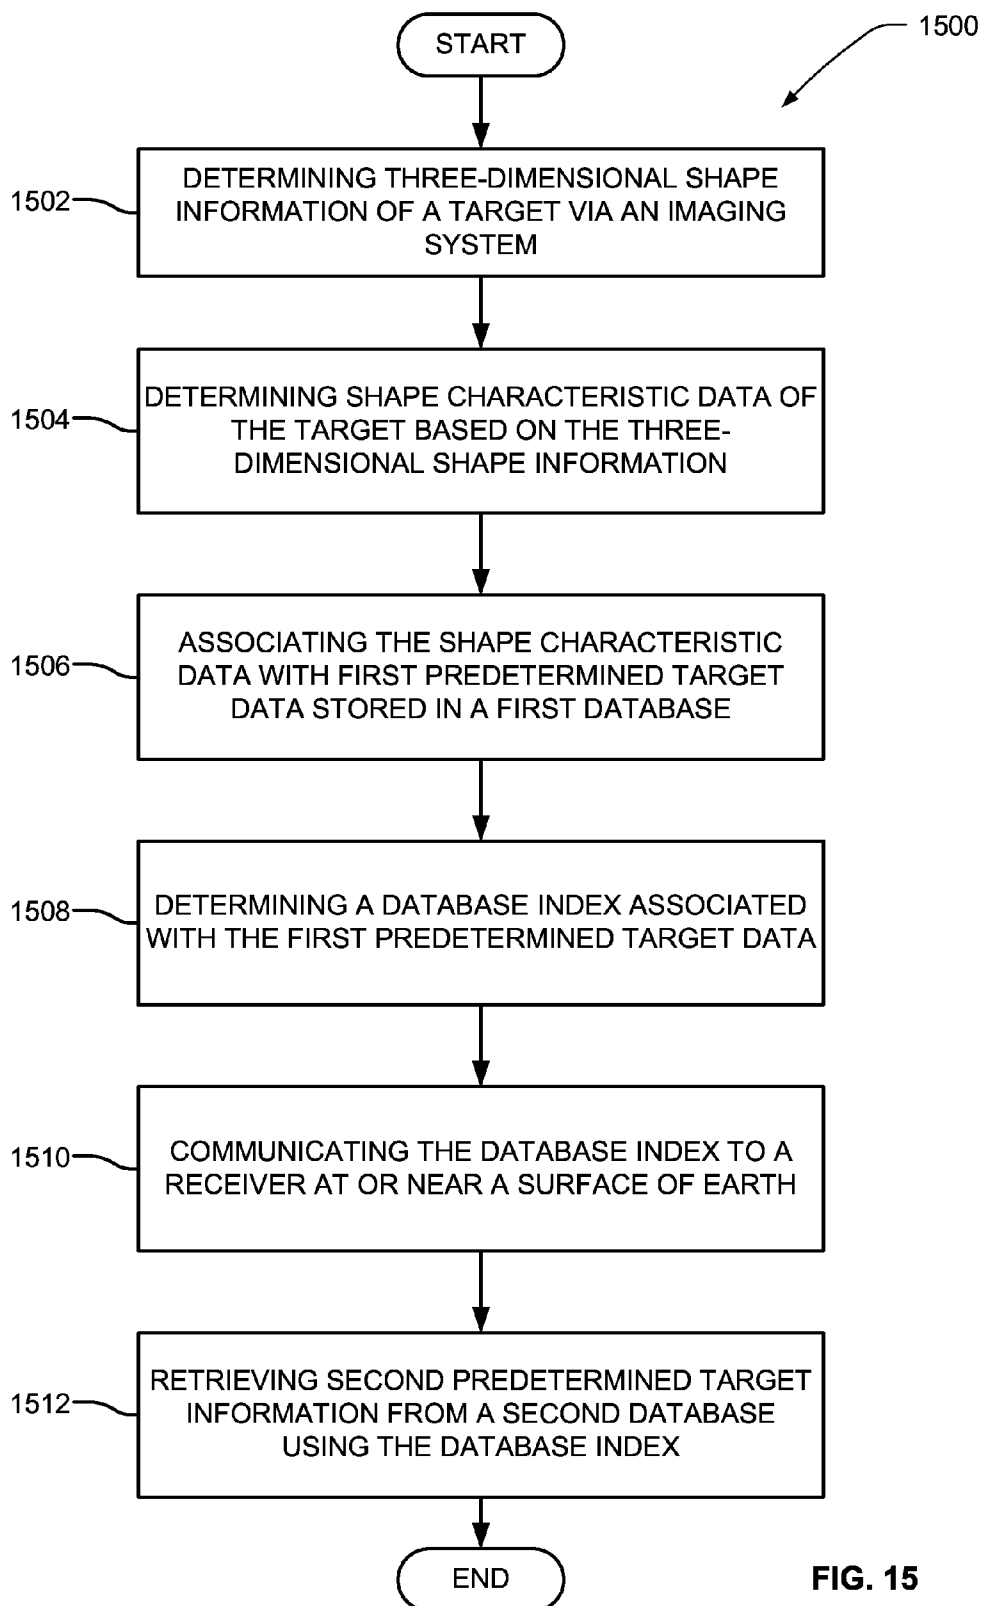 START
1500
1502
DETERMINING THREE-DIMENSIONAL SHAPE
INFORMATION OF A TARGET VIA AN IMAGING
SYSTEM
1504
DETERMINING SHAPE CHARACTERISTIC DATA OF
THE TARGET BASED ON THE THREE-
DIMENSIONAL SHAPE INFORMATION
1506
ASSOCIATING THE SHAPE CHARACTERISTIC
DATA WITH FIRST PREDETERMINED TARGET
DATA STORED IN A FIRST DATABASE
1508
DETERMINING A DATABASE INDEX ASSOCIATED
WITH THE FIRST PREDETERMINED TARGET DATA
1510
COMMUNICATING THE DATABASE INDEX TO A
RECEIVER AT OR NEAR A SURFACE OF EARTH
1512
RETRIEVING SECOND PREDETERMINED TARGET
INFORMATION FROM A SECOND DATABASE
USING THE DATABASE INDEX
END
FIG. 15